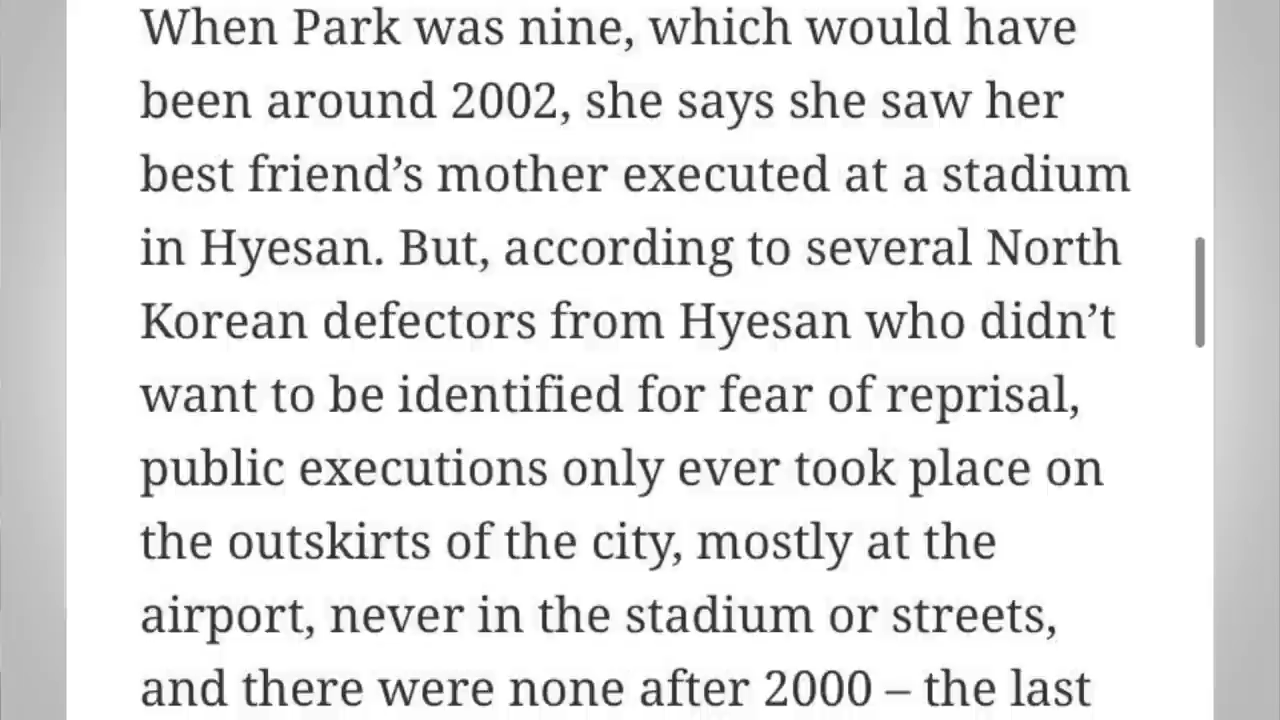 When Park was nine, which would have
been around 2002, she says she saw her
best friend’s mother executed at a stadium
in Hyesan. But, according to several North
Korean defectors from Hyesan who didn’t
want to be identified for fear of reprisal,
public executions only ever took place on
the outskirts of the city, mostly at the
airport, never in the stadium or streets,
and there were none after 2000 – the last